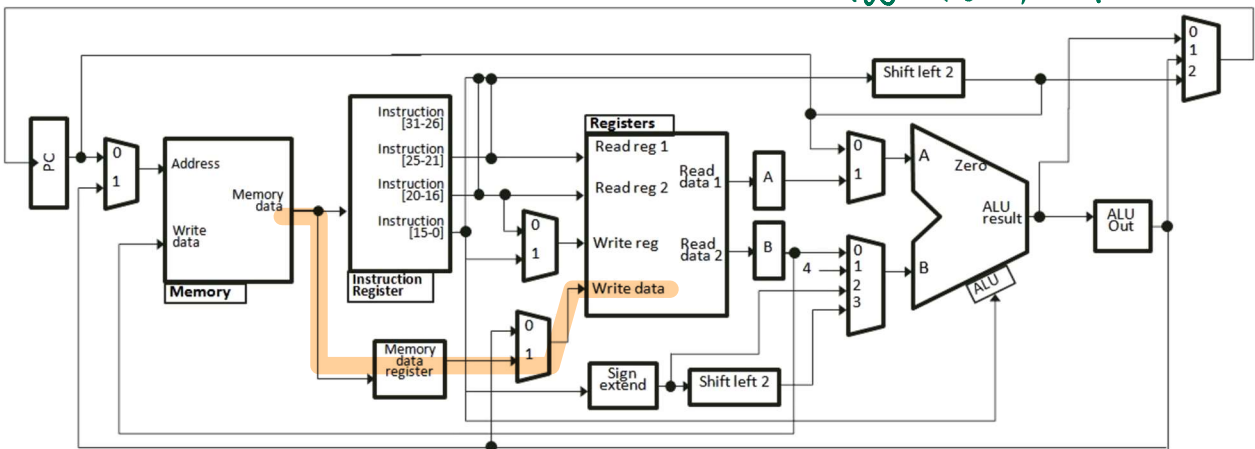 0
1
2
Shift left 2
PC
0
1
Address
Memory
data
Write
data
Memory
Instruction
[31-26]
Instruction
[25-21]
Instruction
[20-16]
Instruction
[15-0]
Instruction
Register
Memory
data
register
0
1
0
1
Registers
Read reg 1
Read reg 2
Write reg
Write data
Read
data 1
Read
data 2
A
B
Sign
extend
Shift left 2
0
1
4
0
1
2
3
A
B
Zero
ALU
result
ALU
ALU
Out